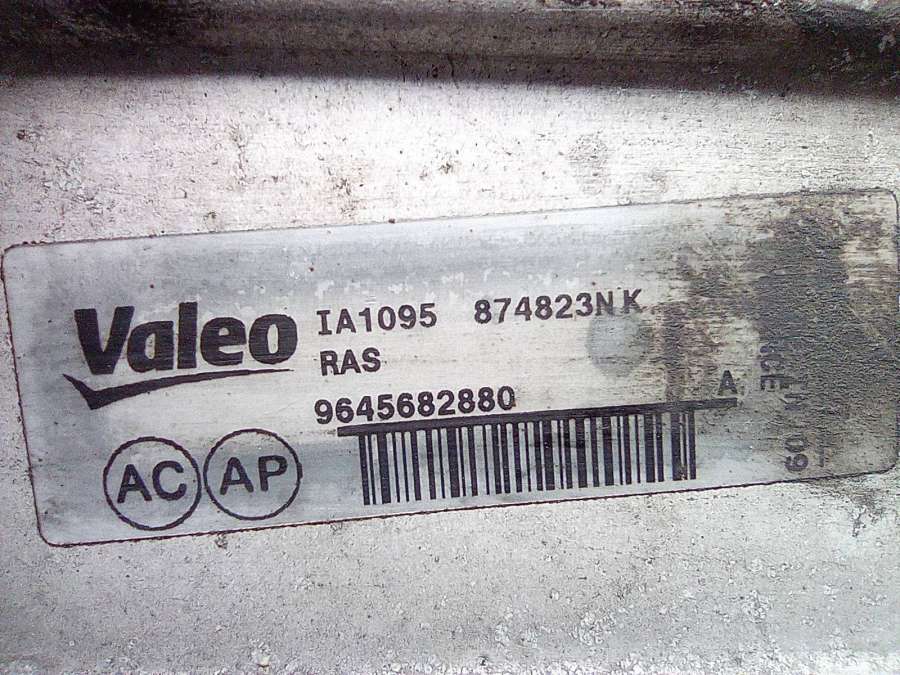 Valeo
IA1095 874823NK
RAS
9645682880
A
AC AP